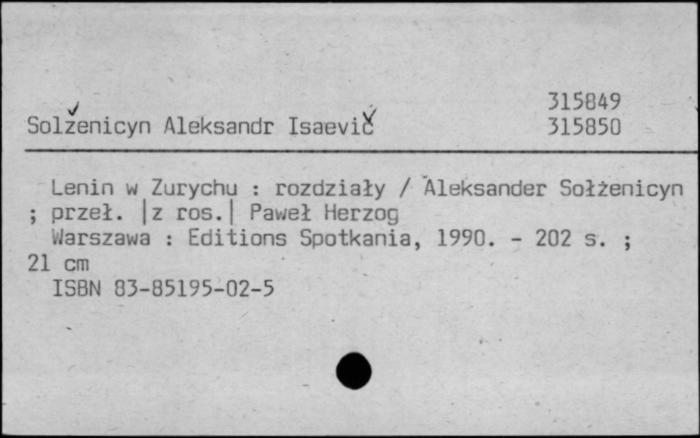 315849
Solženicyn Aleksandr Isaevič 315850
Lenin w Zurychu : rozdziały / Aleksander Sołżenicyn
; przeł. |z ros.| Paweł Herzog
Warszawa : Editions Spotkania, 1990. - 202 s. ;
21 cm
ISBN 83-85195-02-5